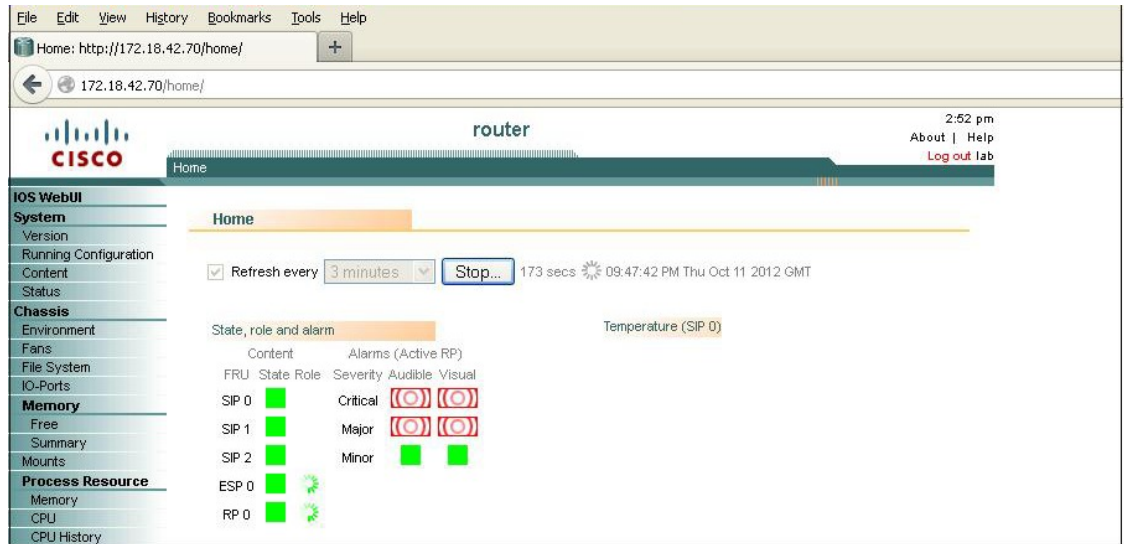 File Edit View History Bookmarks Tools Help
Home: http://172.18.42.70/home/ +
172.18.42.70/home/
2:52 pm
router
About | Help
CISCO
Log out lab
Home
IOS WebUI
System
Version
Running Configuration
Content
Status
Chassis
Environment
Fans
File System
IO-Ports
Memory
Free
Summary
Mounts
Process Resource
Memory
CPU
CPU History
Home
Refresh every 3 minutes Stop... 173 secs 09:47:42 PM Thu Oct 11 2012 GMT
State, role and alarm
Content Alarms (Active RP)
FRU State Role Severity Audible Visual
SIP 0 Critical
SIP 1 Major
SIP 2 Minor
ESP 0
RP 0
Temperature (SIP 0)